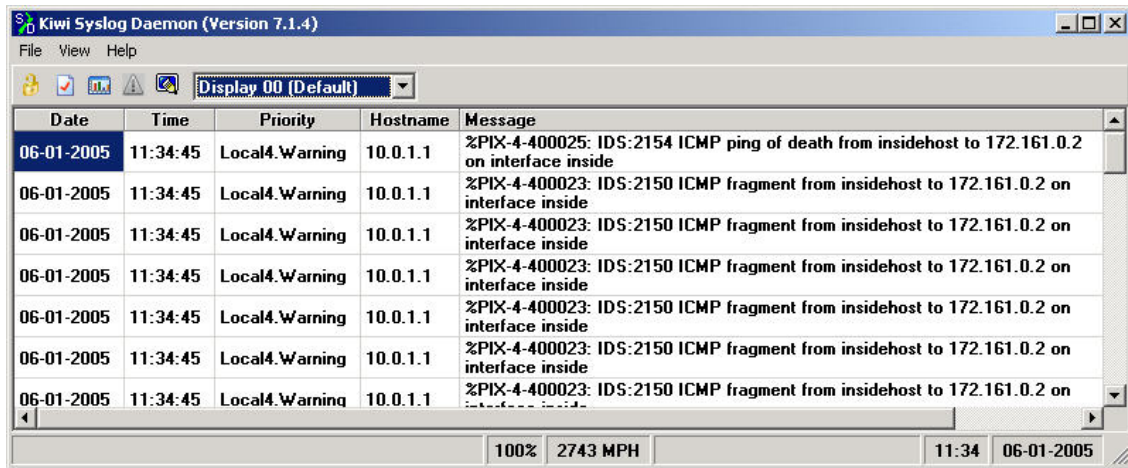 Kiwi Syslog Daemon (Version 7.1.4)
File View Help
Display 00 (Default)
Date Time Priority Hostname Message
06-01-2005 11:34:45 Local4.Warning 10.0.1.1 %PIX-4-400025: IDS:2154 ICMP ping of death from insidehost to 172.161.0.2
on interface inside
06-01-2005 11:34:45 Local4.Warning 10.0.1.1 %PIX-4-400023: IDS:2150 ICMP fragment from insidehost to 172.161.0.2 on
interface inside
06-01-2005 11:34:45 Local4.Warning 10.0.1.1 %PIX-4-400023: IDS:2150 ICMP fragment from insidehost to 172.161.0.2 on
interface inside
06-01-2005 11:34:45 Local4.Warning 10.0.1.1 %PIX-4-400023: IDS:2150 ICMP fragment from insidehost to 172.161.0.2 on
interface inside
06-01-2005 11:34:45 Local4.Warning 10.0.1.1 %PIX-4-400023: IDS:2150 ICMP fragment from insidehost to 172.161.0.2 on
interface inside
06-01-2005 11:34:45 Local4.Warning 10.0.1.1 %PIX-4-400023: IDS:2150 ICMP fragment from insidehost to 172.161.0.2 on
interface inside
06-01-2005 11:34:45 Local4.Warning 10.0.1.1 %PIX-4-400023: IDS:2150 ICMP fragment from insidehost to 172.161.0.2 on
100% 2743 MPH 11:34 06-01-2005